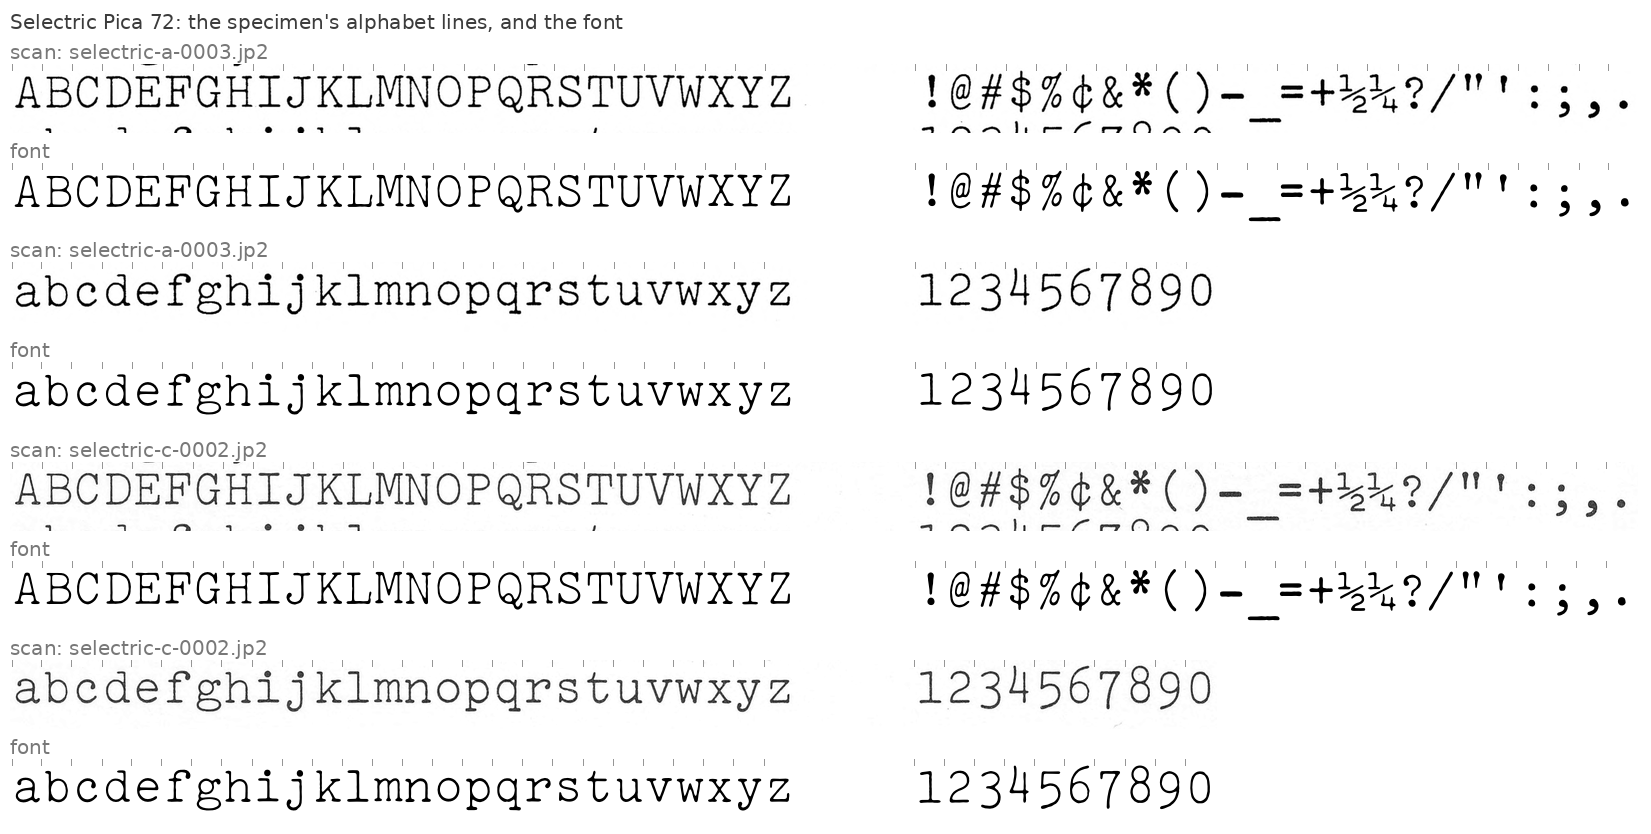 Selectric Pica 72: the specimen's alphabet lines, and the font
scan: selectric-a-0003.jp2
ABCDEFGHIJKLMNOPQRSTUVWXYZ !@#$%¢&*()-_=+½¼?/"':;,.
font
ABCDEFGHIJKLMNOPQRSTUVWXYZ !@#$%¢&*()-_=+½¼?/"':;,.
scan: selectric-a-0003.jp2
abcdefghijklmnopqrstuvwxyz 1234567890
font
abcdefghijklmnopqrstuvwxyz 1234567890
scan: selectric-c-0002.jp2
ABCDEFGHIJKLMNOPQRSTUVWXYZ !@#$%¢&*()-_=+½¼?/"':;,.
font
ABCDEFGHIJKLMNOPQRSTUVWXYZ !@#$%¢&*()-_=+½¼?/"':;,.
scan: selectric-c-0002.jp2
abcdefghijklmnopqrstuvwxyz 1234567890
font
abcdefghijklmnopqrstuvwxyz 1234567890